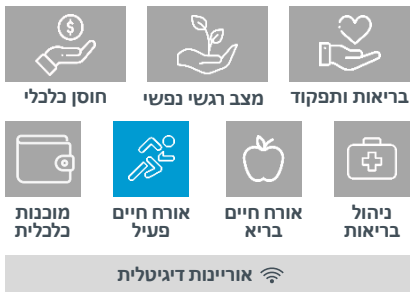 בריאות ותפקוד
מצב רגשי נפשי
חוסן כלכלי
ניהול
בריאות
אורח חיים
בריא
אורח חיים
פעיל
מוכנות
כלכלית
אוריינות דיגיטלית